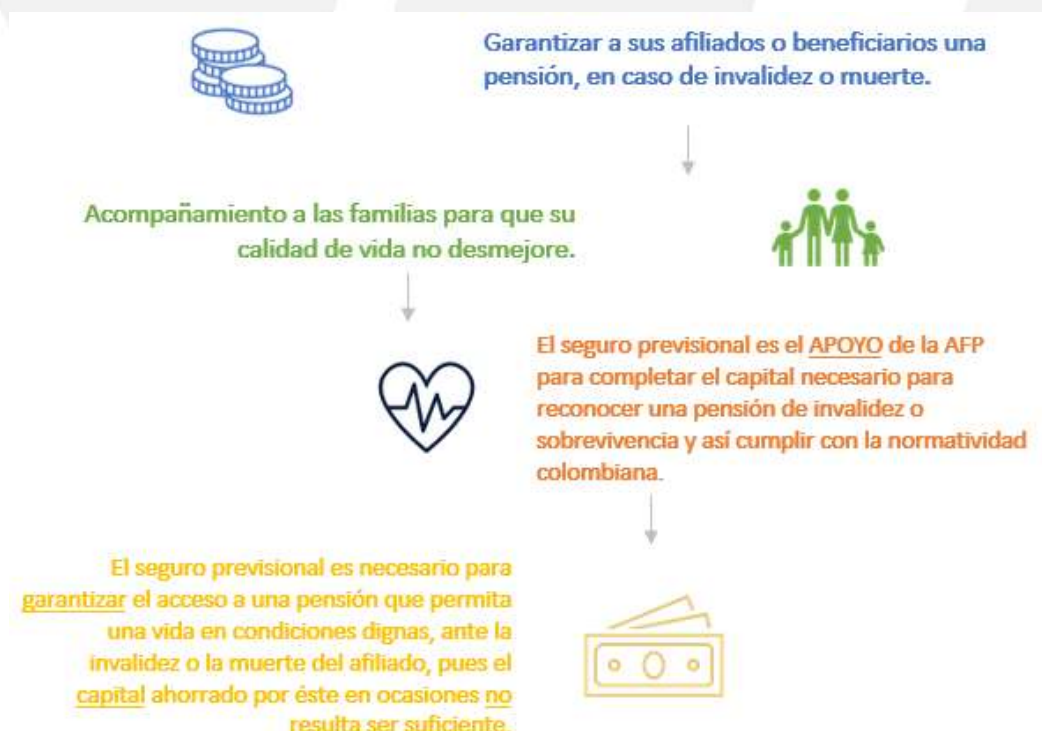 Garantizar a sus afiliados o beneficiarios una
pensión, en caso de invalidez o muerte.
Acompañamiento a las familias para que su
calidad de vida no desmejore.
El seguro previsional es el APOYO de la AFP
para completar el capital necesario para
reconocer una pensión de invalidez o
sobrevivencia y así cumplir con la normatividad
colombiana.
El seguro previsional es necesario para
garantizar el acceso a una pensión que permita
una vida en condiciones dignas, ante la
invalidez o la muerte del afiliado, pues el
capital ahorrado por éste en ocasiones no
resulta ser suficiente.